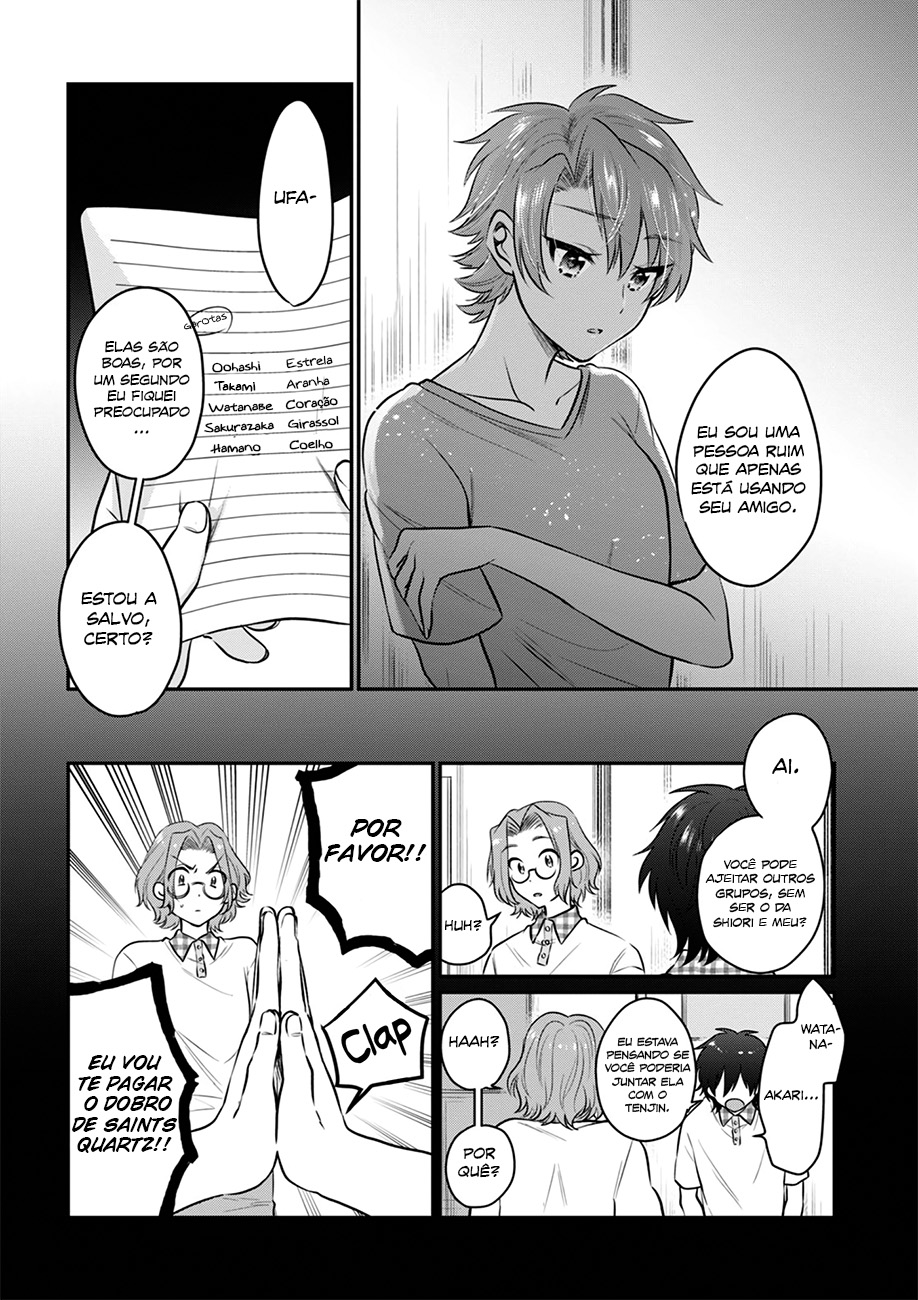 EU SOU UMA
PESSOA RUIM
QUE APENAS
ESTÁ USANDO
SEU AMIGO.
UFA-
Garotas
Oohashi Estrela
Takami Aranha
Watanabe Coração
Sakurazaka Girassol
Hamano Coelho
ELAS SÃO
BOAS, POR
UM SEGUNDO
EU FIQUEI
PREOCUPADO
...
ESTOU A
SALVO,
CERTO?
AI.
VOCÊ PODE
AJEITAR OUTROS
GRUPOS, SEM
SER O DA
SHIORI E MEU?
HUH?
WATA-
NA-
AKARI...
EU ESTAVA
PENSANDO SE
VOCÊ PODERIA
JUNTAR ELA
COM O
TENJIN.
HAAH?
POR
QUÊ?
POR
FAVOR!!
Clap
EU VOU
TE PAGAR
O DOBRO
DE SAINTS
QUARTZ!!